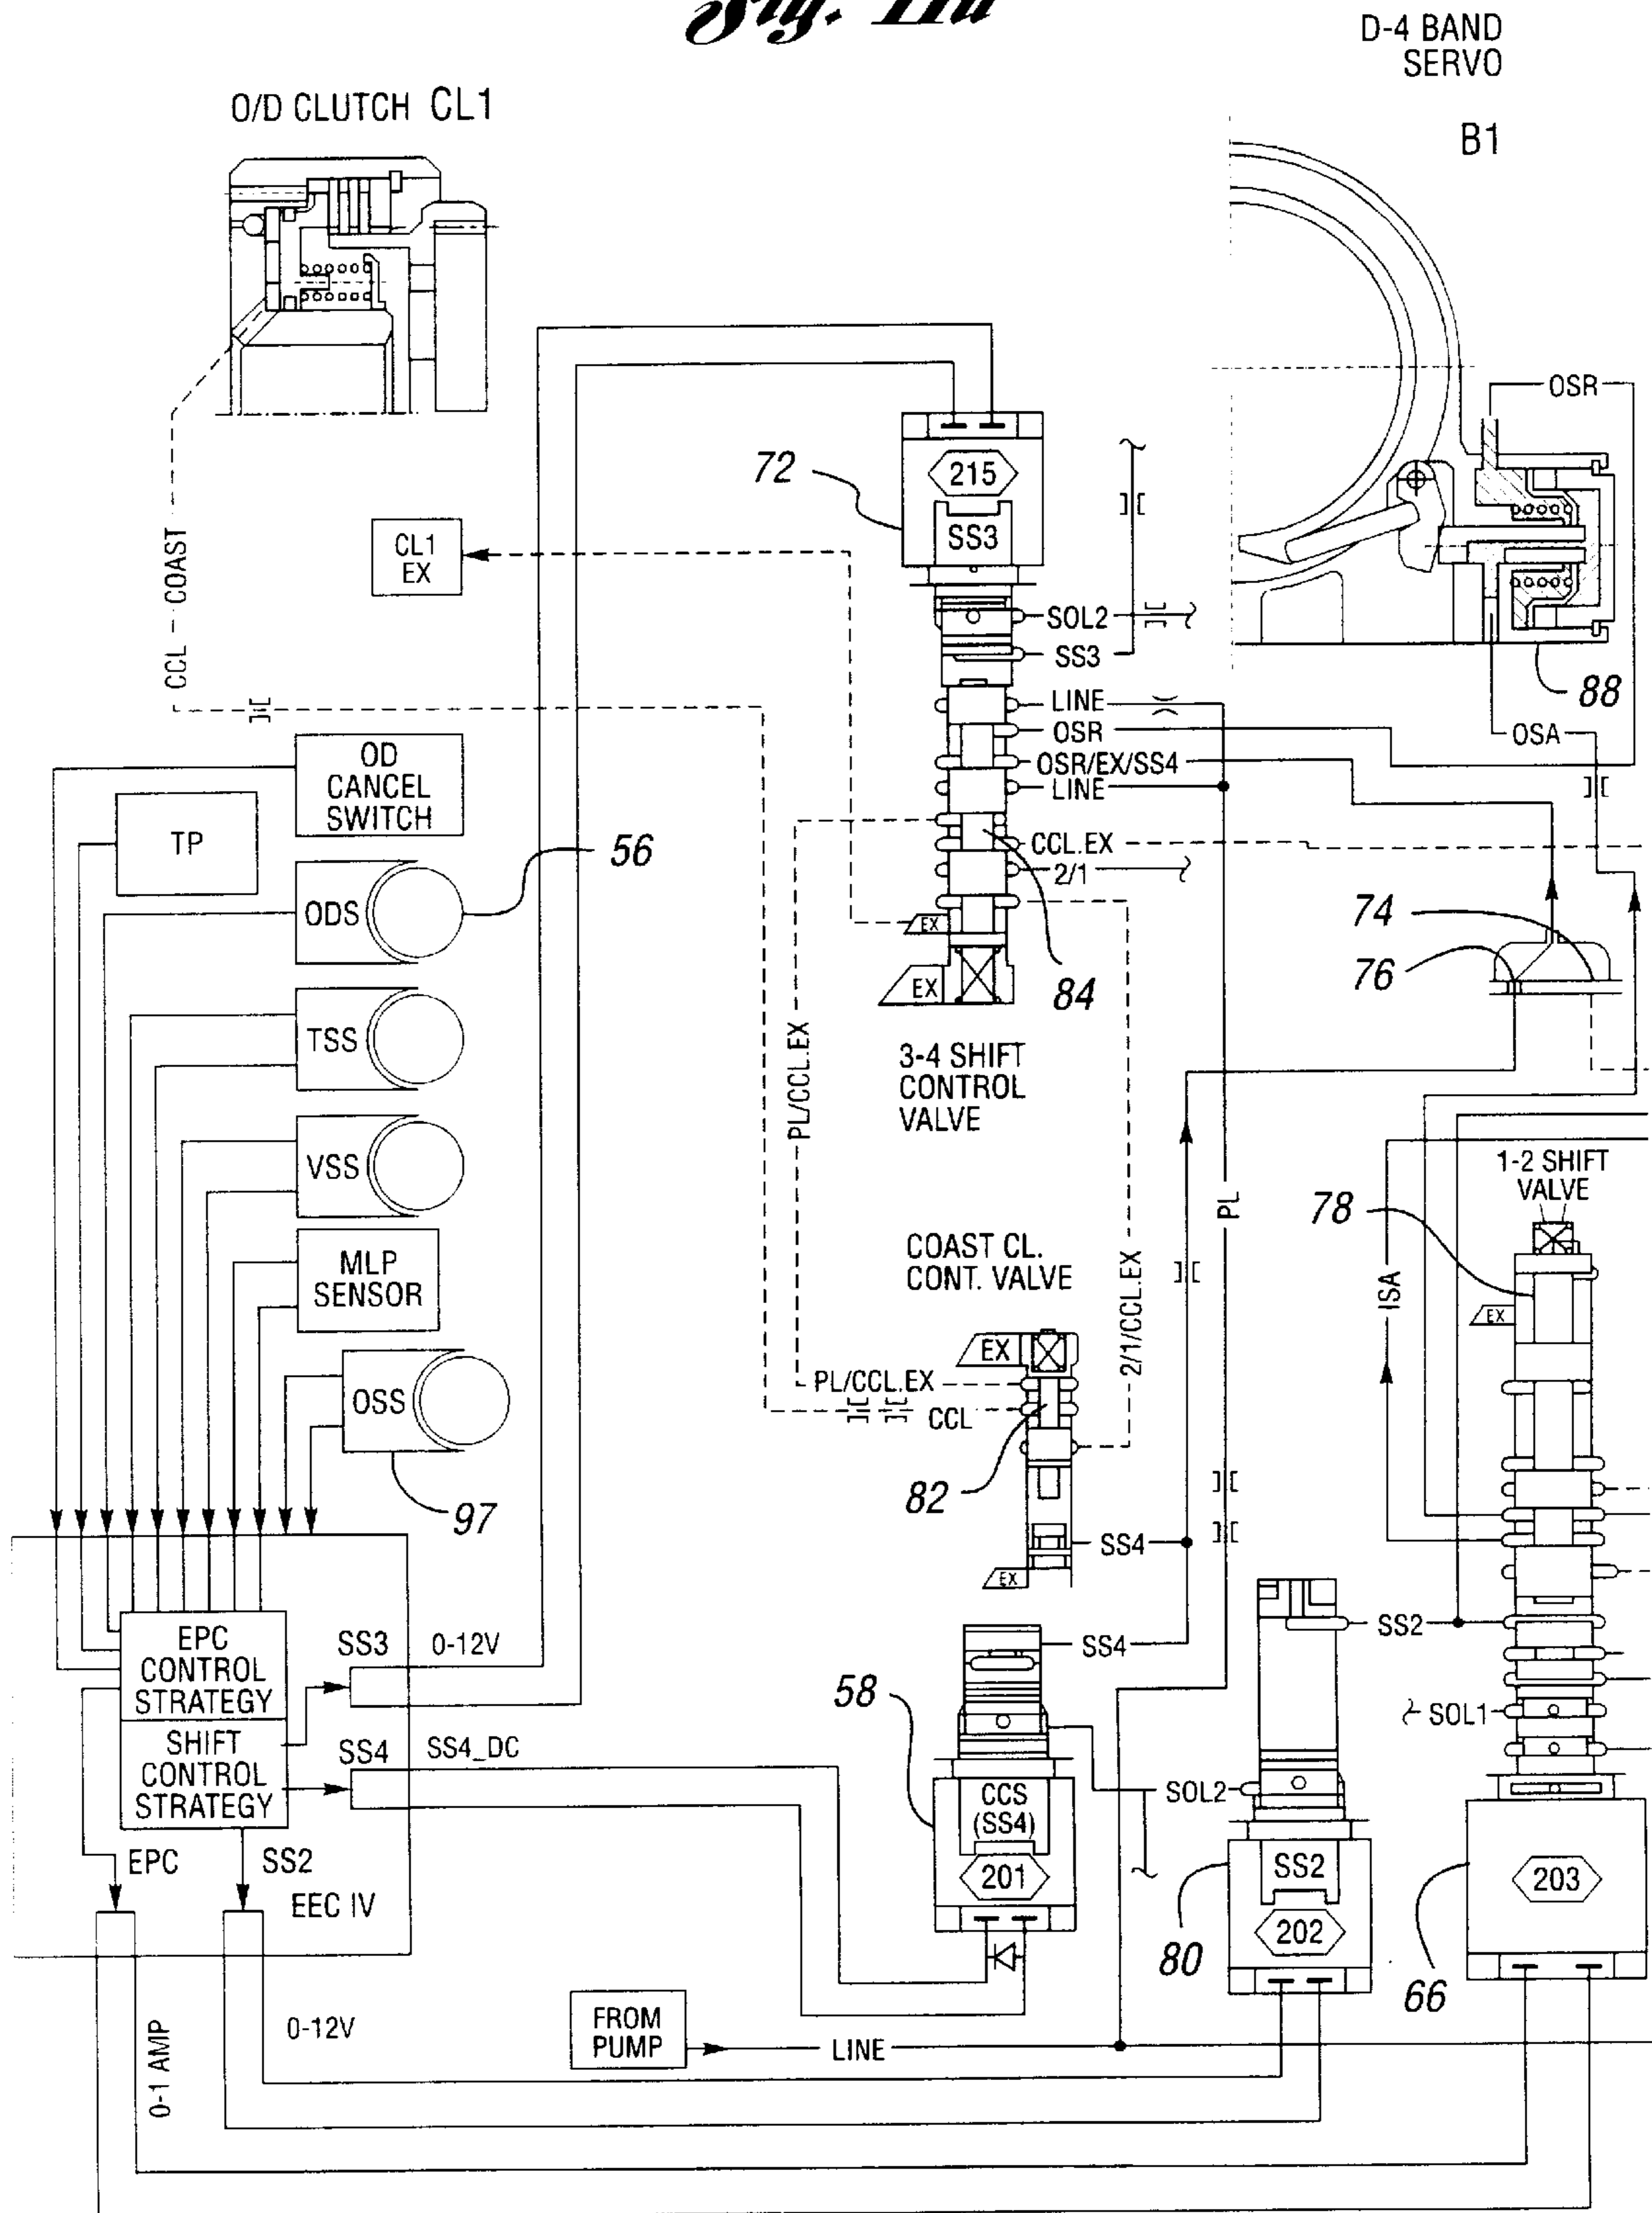 Fig. 11a
D-4 BAND
SERVO
B1
O/D CLUTCH CL1
OSR
72
215
SS3
CL1
EX
CCL
COAST
SOL2
SS3
LINE
OSR
OSR/EX/SS4
LINE
CCL.EX
2/1
EX
EX
84
88
OSA
OD
CANCEL
SWITCH
TP
56
ODS
74
76
TSS
3-4 SHIFT
CONTROL
VALVE
PL/CCL.EX
VSS
PL
1-2 SHIFT
VALVE
78
ISA
EX
MLP
SENSOR
COAST CL.
CONT. VALVE
2/1/CCL.EX
EX
PL/CCL.EX
CCL
OSS
82
97
SS4
EX
EPC
CONTROL
STRATEGY
SS3
0-12V
SS4
SS2
58
SOL1
SHIFT
CONTROL
STRATEGY
SS4
SS4_DC
CCS
(SS4)
201
SOL2
SS2
202
80
203
66
EPC
SS2
EEC IV
0-1 AMP
0-12V
FROM
PUMP
LINE